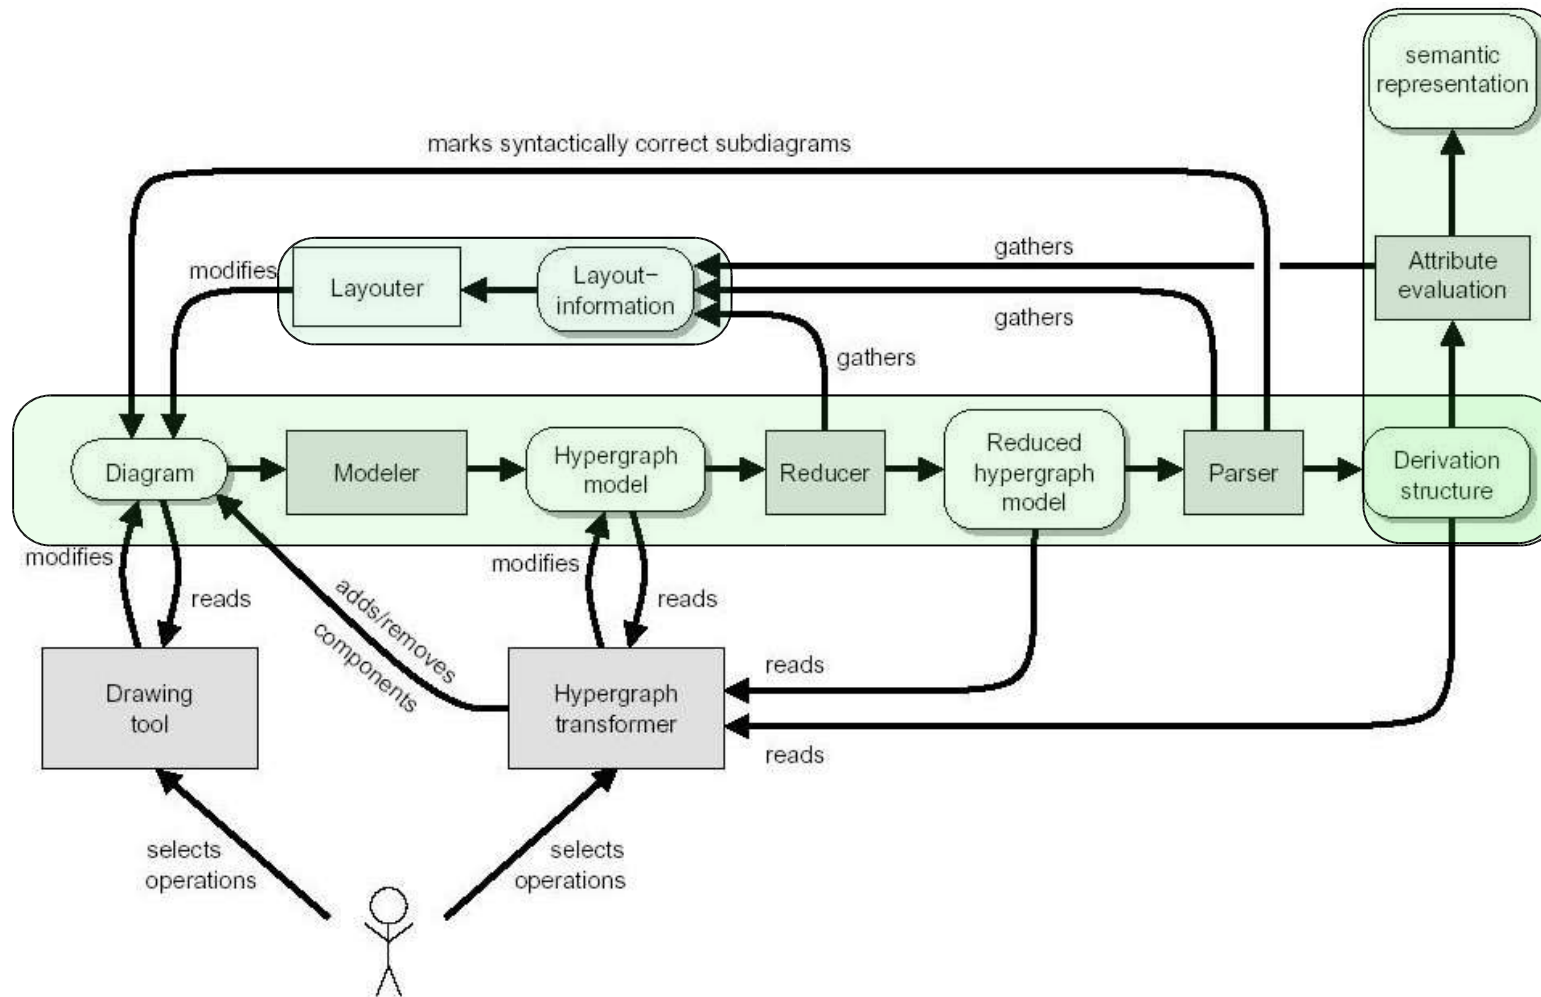 semantic
representation
marks syntactically correct subdiagrams
gathers
Attribute
evaluation
modifies
Layouter
Layout–
information
gathers
gathers
Diagram
Modeler
Hypergraph
model
Reducer
Reduced
hypergraph
model
Parser
Derivation
structure
modifies
reads
adds/removes
components
modifies
reads
reads
Drawing
tool
Hypergraph
transformer
reads
selects
operations
selects
operations